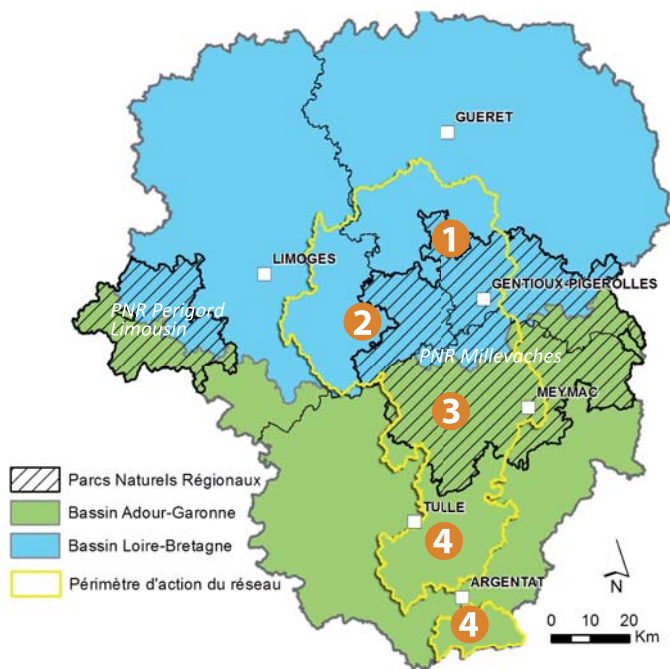 GUERET
1
LIMOGES
GENTIOUX-PIGEROLLES
PNR Perigord
Limousin
2
PNR Millevaches
MEYMAC
3
Parcs Naturels Régionaux
Bassin Adour-Garonne
TULLE
Bassin Loire-Bretagne
4
Périmètre d'action du réseau
ARGENTAT
4
N
0 10 20
Km